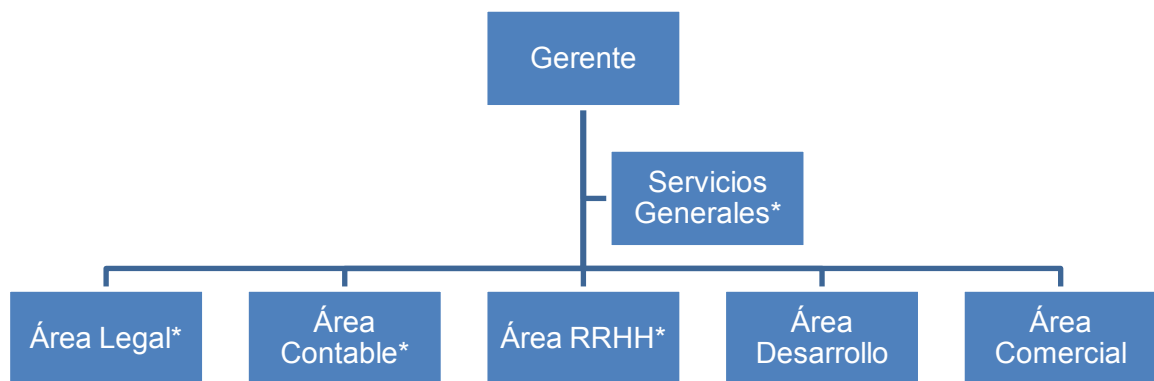 Gerente
Servicios
Generales*
Área Legal*
Área
Contable*
Área RRHH*
Área
Desarrollo
Área
Comercial